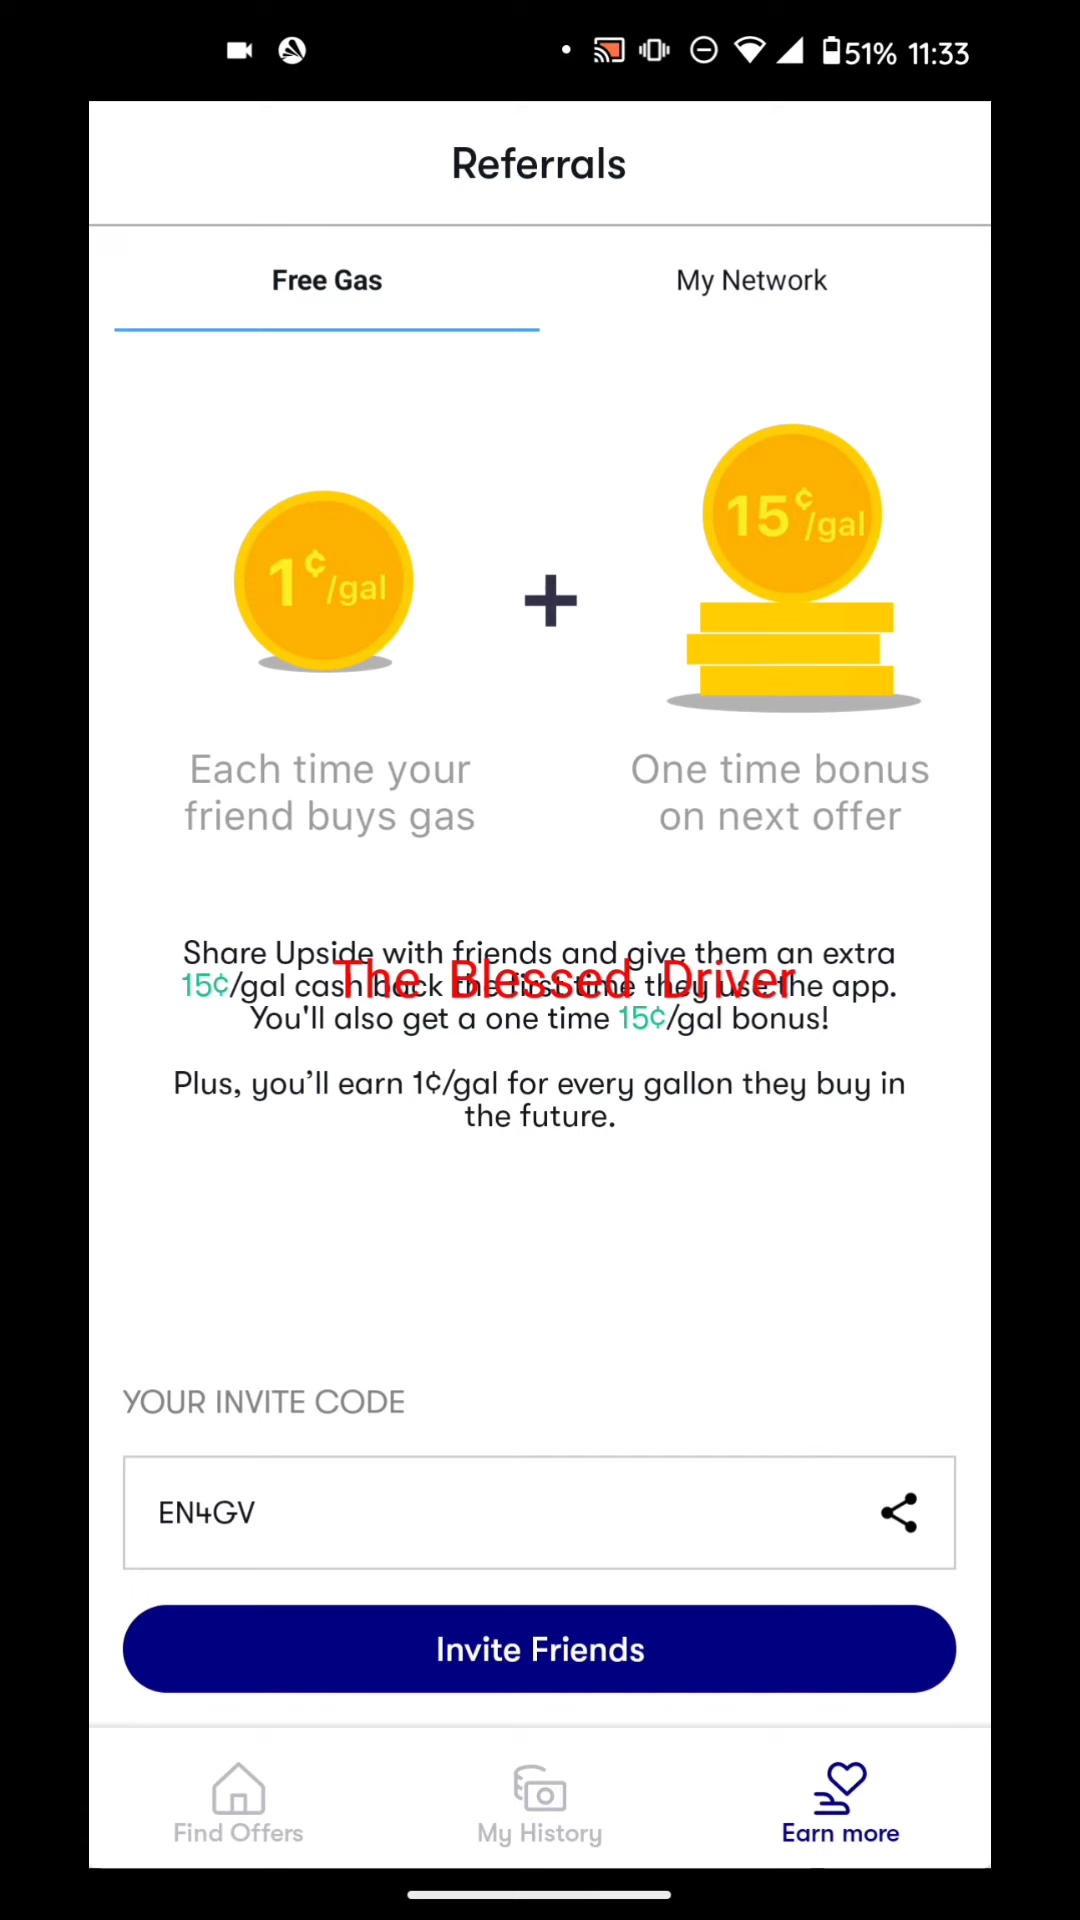 51% 11:33
Referrals
Free Gas
My Network
1¢/gal
+
15¢/gal
Each time your
friend buys gas
One time bonus
on next offer
Share Upside with friends and give them an extra
15¢/gal cash back the first time they use the app.
The Blessed Driver
You'll also get a one time 15¢/gal bonus!
Plus, you’ll earn 1¢/gal for every gallon they buy in
the future.
YOUR INVITE CODE
EN4GV
Invite Friends
Find Offers
My History
Earn more